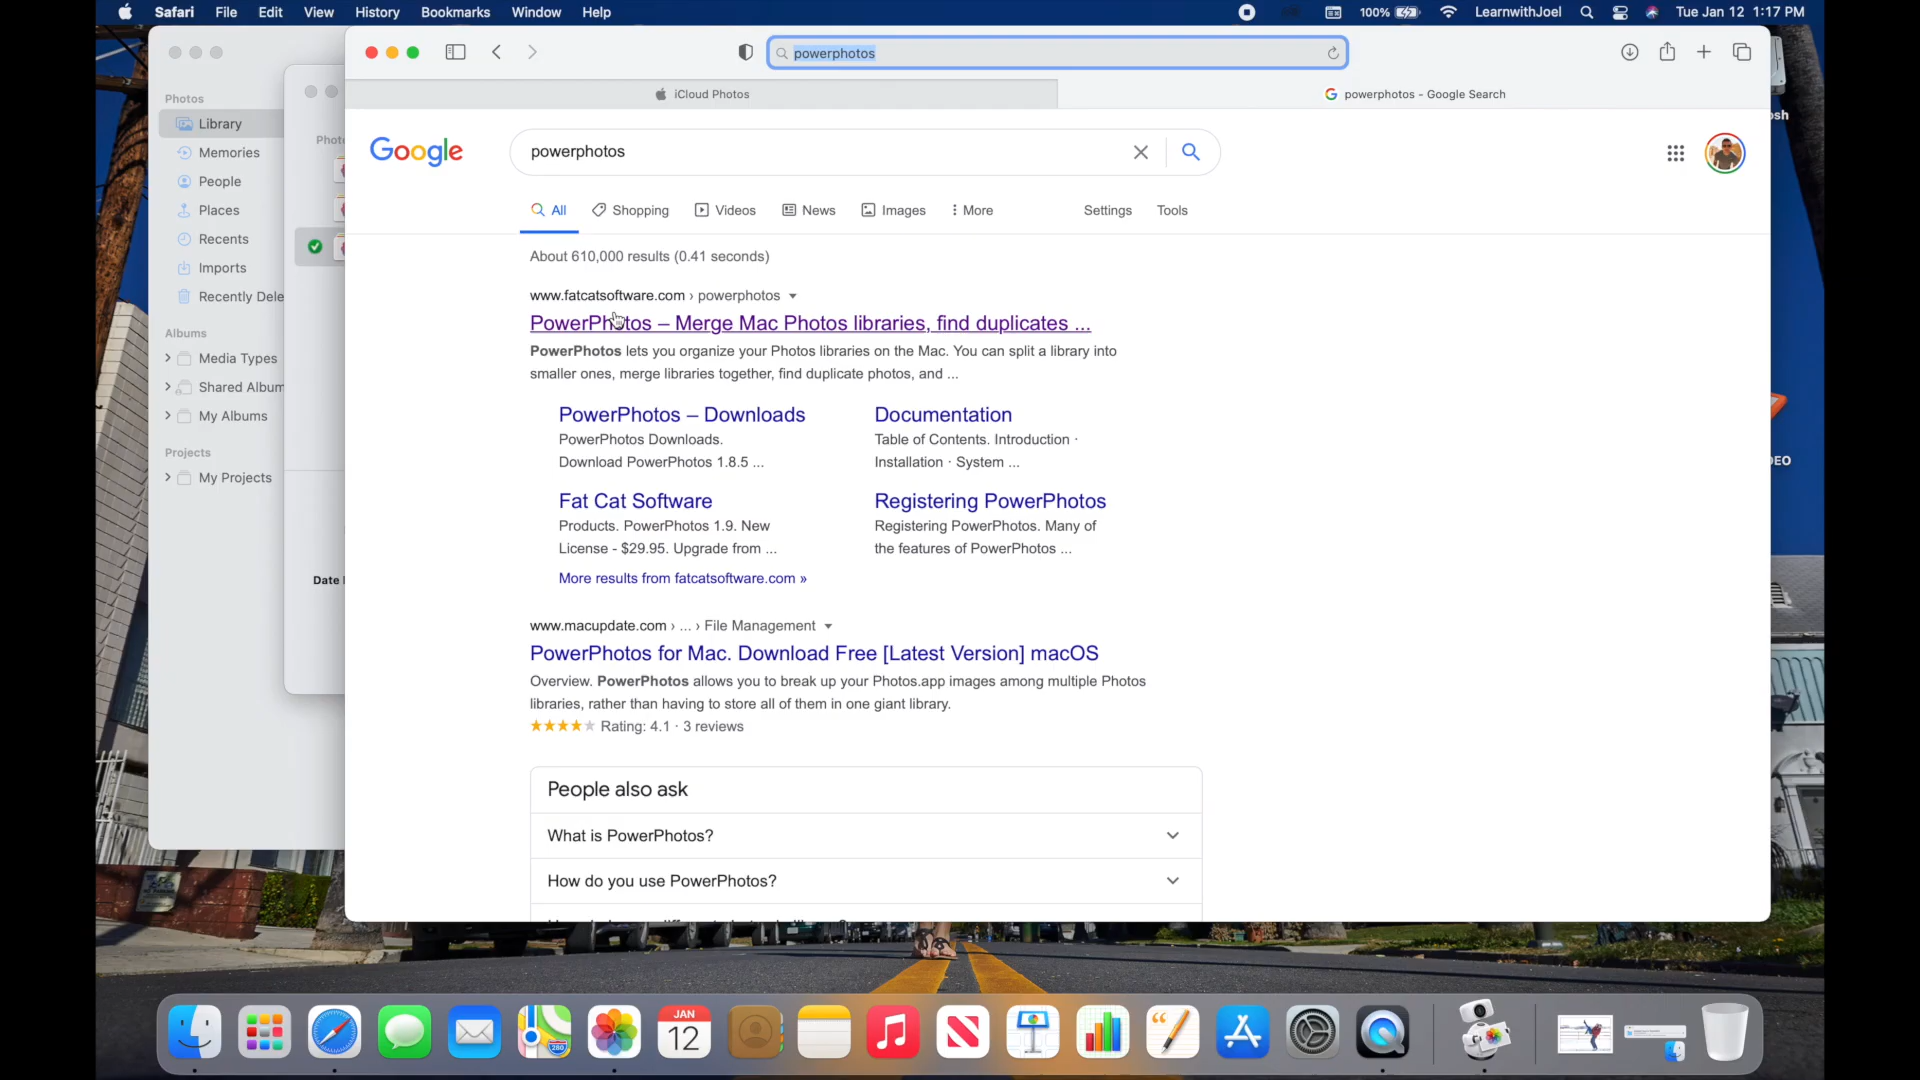 Safari File Edit View History Bookmarks Window Help
100% LearnwithJoel Tue Jan 12 1:17 PM
powerphotos
iCloud Photos
powerphotos - Google Search
Photos
Library
Memories
People
Places
Recents
Imports
Recently Dele
Albums
Media Types
Shared Album
My Albums
Projects
My Projects
Photo
Date
Google
powerphotos
All Shopping Videos News Images More Settings Tools
About 610,000 results (0.41 seconds)
www.fatcatsoftware.com › powerphotos
PowerPhotos – Merge Mac Photos libraries, find duplicates ...
PowerPhotos lets you organize your Photos libraries on the Mac. You can split a library into
smaller ones, merge libraries together, find duplicate photos, and ...
PowerPhotos – Downloads
PowerPhotos Downloads.
Download PowerPhotos 1.8.5 ...
Documentation
Table of Contents. Introduction ·
Installation · System ...
Fat Cat Software
Products. PowerPhotos 1.9. New
License - $29.95. Upgrade from ...
Registering PowerPhotos
Registering PowerPhotos. Many of
the features of PowerPhotos ...
More results from fatcatsoftware.com »
www.macupdate.com › ... › File Management
PowerPhotos for Mac. Download Free [Latest Version] macOS
Overview. PowerPhotos allows you to break up your Photos.app images among multiple Photos
libraries, rather than having to store all of them in one giant library.
Rating: 4.1 · 3 reviews
People also ask
What is PowerPhotos?
How do you use PowerPhotos?
osh
DEO
JAN
12
280